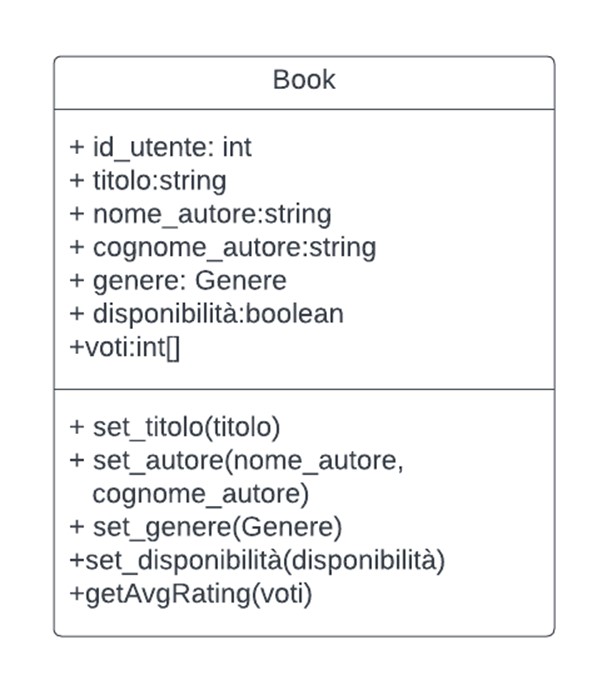 Book
+ id_utente: int
+ titolo:string
+ nome_autore:string
+ cognome_autore:string
+ genere: Genere
+ disponibilità:boolean
+voti:int[]
+ set_titolo(titolo)
+ set_autore(nome_autore,
cognome_autore)
+ set_genere(Genere)
+set_disponibilità(disponibilità)
+getAvgRating(voti)